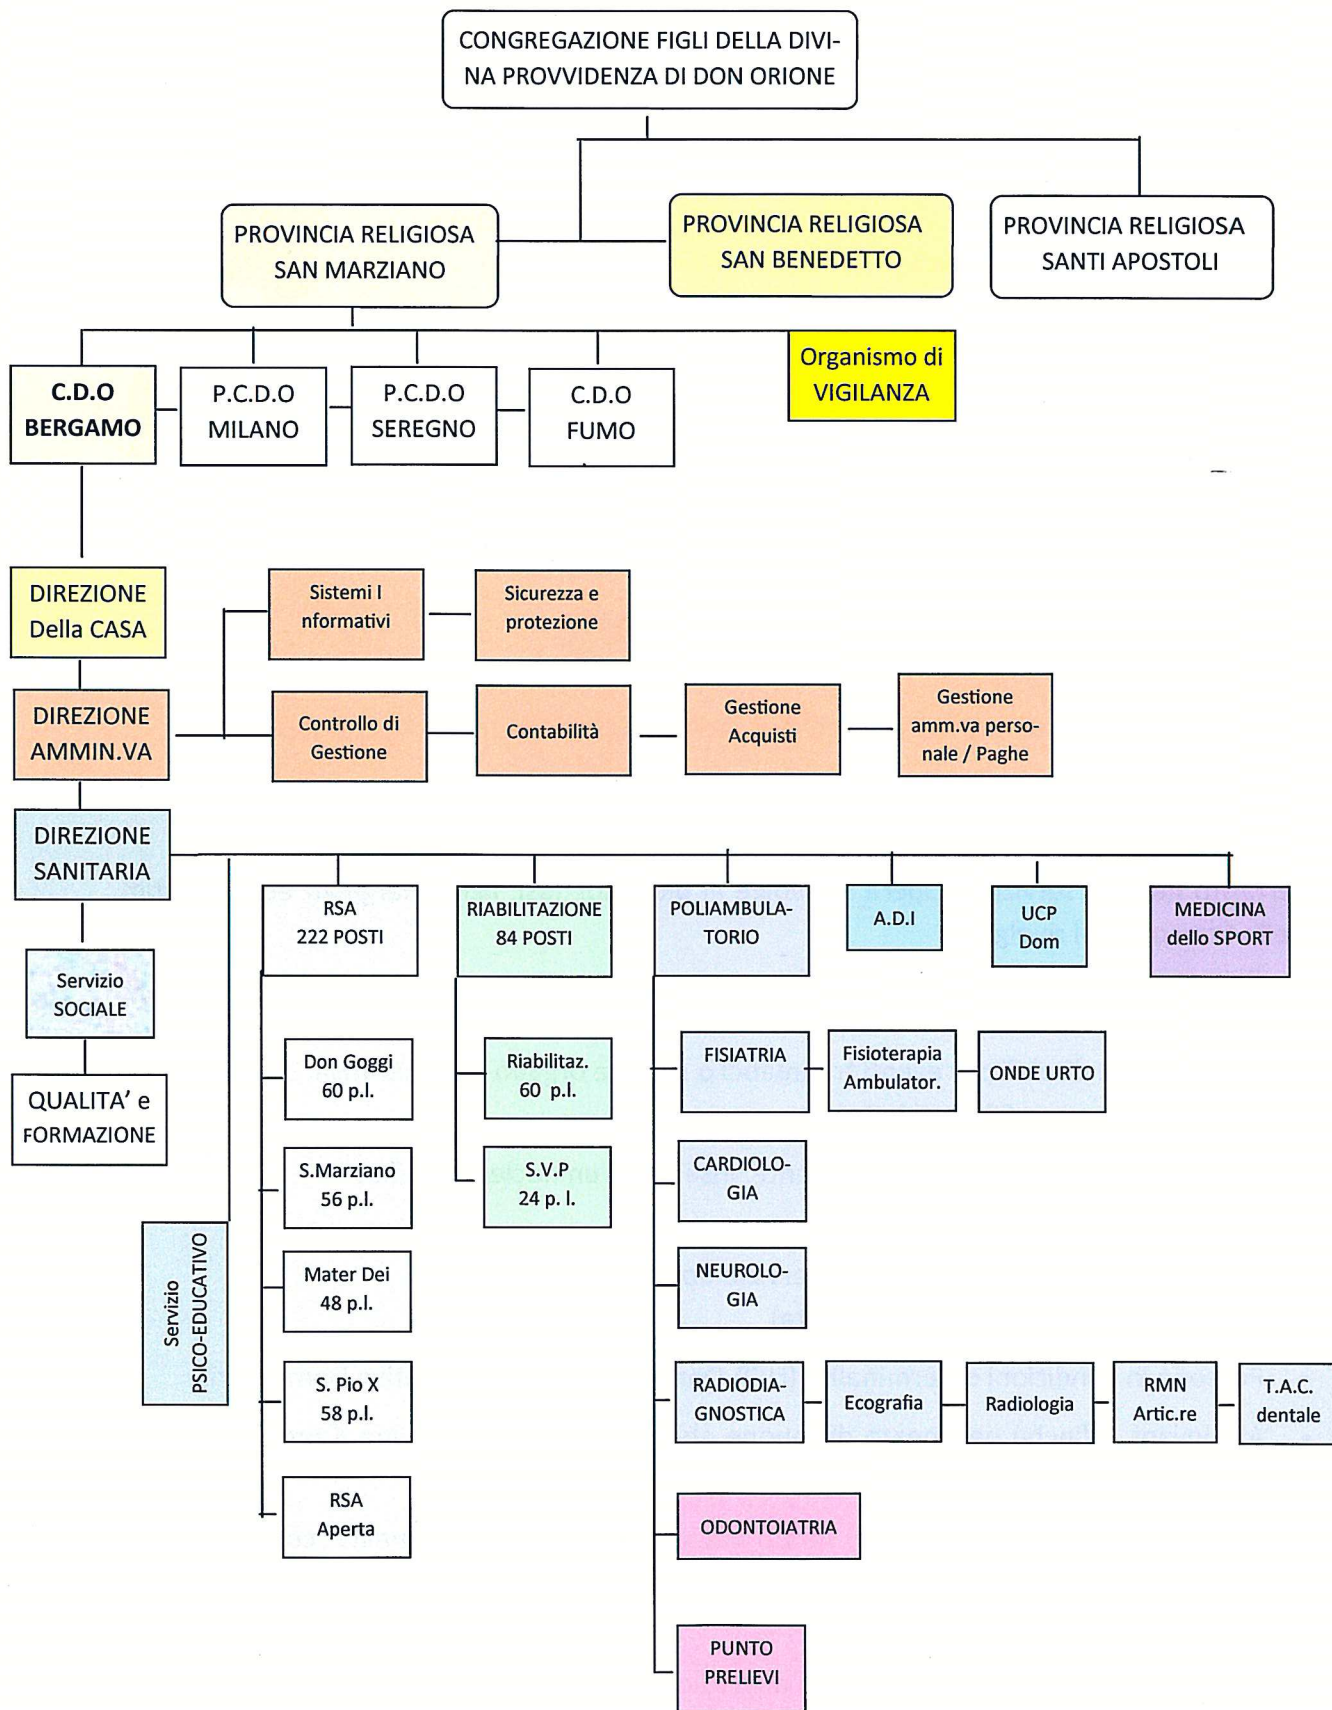 CONGREGAZIONE FIGLI DELLA DIVI-
NA PROVVIDENZA DI DON ORIONE
PROVINCIA RELIGIOSA
SAN MARZIANO
PROVINCIA RELIGIOSA
SAN BENEDETTO
PROVINCIA RELIGIOSA
SANTI APOSTOLI
C.D.O
BERGAMO
P.C.D.O
MILANO
P.C.D.O
SEREGNO
C.D.O
FUMO
Organismo di
VIGILANZA
DIREZIONE
Della CASA
Sistemi I
nformativi
Sicurezza e
protezione
DIREZIONE
AMMIN.VA
Controllo di
Gestione
Contabilità
Gestione
Acquisti
Gestione
amm.va perso-
nale / Paghe
DIREZIONE
SANITARIA
RSA
222 POSTI
RIABILITAZIONE
84 POSTI
POLIAMBULA-
TORIO
A.D.I
UCP
Dom
MEDICINA
dello SPORT
Servizio
SOCIALE
QUALITA' e
FORMAZIONE
Servizio
PSICO-EDUCATIVO
Don Goggi
60 p.l.
S.Marziano
56 p.l.
Mater Dei
48 p.l.
S. Pio X
58 p.l.
RSA
Aperta
Riabilitaz.
60 p.l.
S.V.P
24 p. l.
FISIATRIA
Fisioterapia
Ambulator.
ONDE URTO
CARDIOLO-
GIA
NEUROLO-
GIA
RADIODIA-
GNOSTICA
Ecografia
Radiologia
RMN
Artic.re
T.A.C.
dentale
ODONTOIATRIA
PUNTO
PRELIEVI